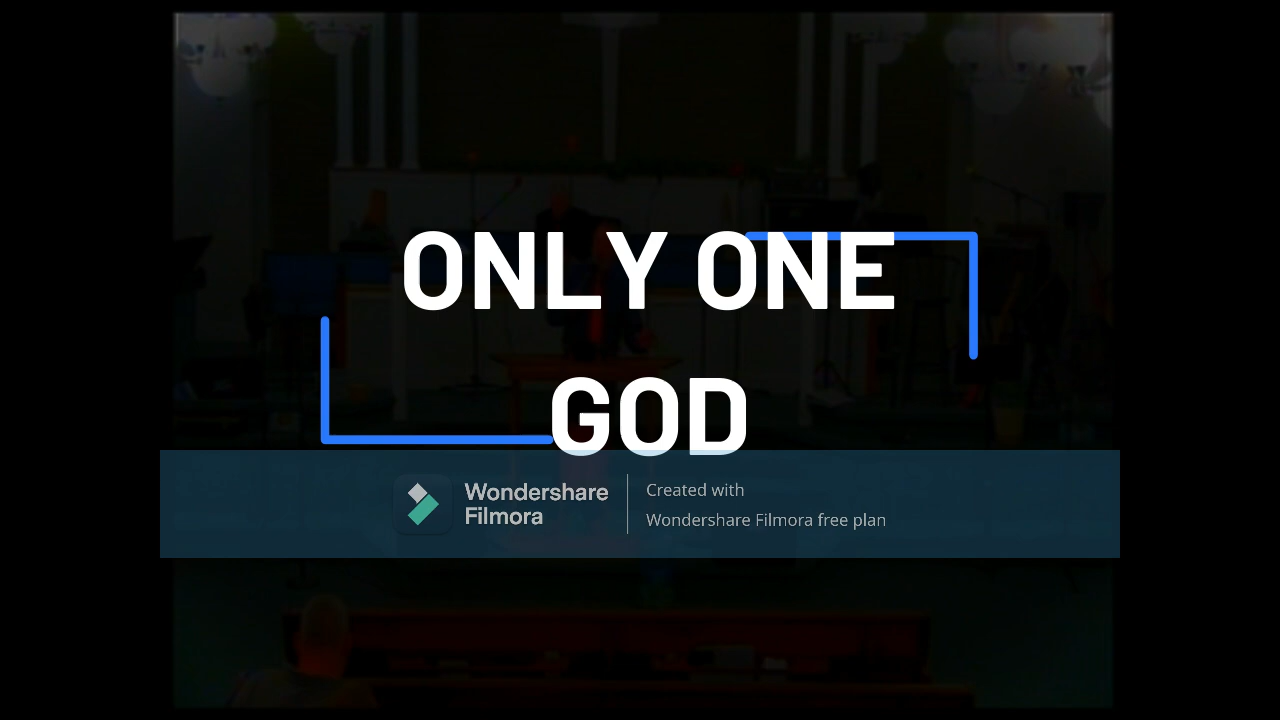 ONLY ONE
GOD
Wondershare
Filmora
Created with
Wondershare Filmora free plan